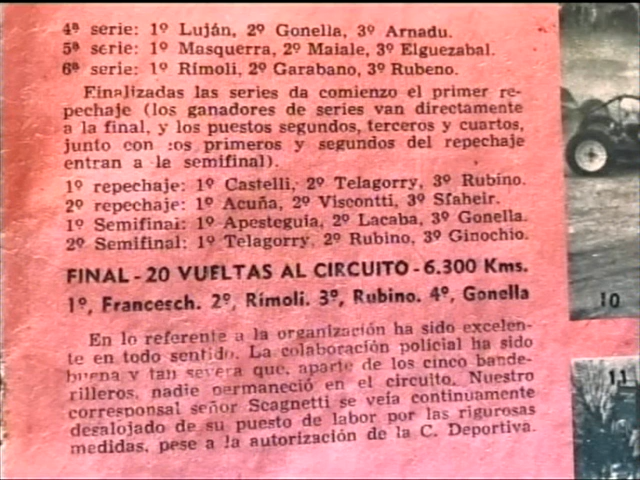 4ª serie: 1º Luján, 2º Gonella, 3º Arnadu.
5ª serie: 1º Masquerra, 2º Maiale, 3º Elguezabal.
6ª serie: 1º Rímoli, 2º Garabano, 3º Rubeno.
Finalizadas las series da comienzo el primer re-
pechaje (los ganadores de series van directamente
a la final, y los puestos segundos, terceros y cuartos,
junto con :os primeros y segundos del repechaje
entran a le semifinal).
1º repechaje: 1º Castelli, 2º Telagorry, 3º Rubino.
2º repechaje: 1º Acuña, 2º Viscontti, 3º Sfaheir.
1º Semifinal: 1º Apesteguia, 2º Lacaba, 3º Gonella.
2º Semifinal: 1º Telagorry, 2º Rubino, 3º Ginochio.
FINAL - 20 VUELTAS AL CIRCUITO - 6.300 Kms.
1º, Francesch. 2º, Rímoli. 3º, Rubino. 4º, Gonella
10
En lo referente a la organización ha sido excelen-
te en todo sentido. La colaboración policial ha sido
buena y tan severa que, aparte de los cinco bande-
rilleros, nadie permaneció en el circuito. Nuestro
corresponsal señor Scagnetti se veía continuamente
desalojado de su puesto de labor por las rigurosas
medidas, pese a la autorización de la C. Deportiva.
11